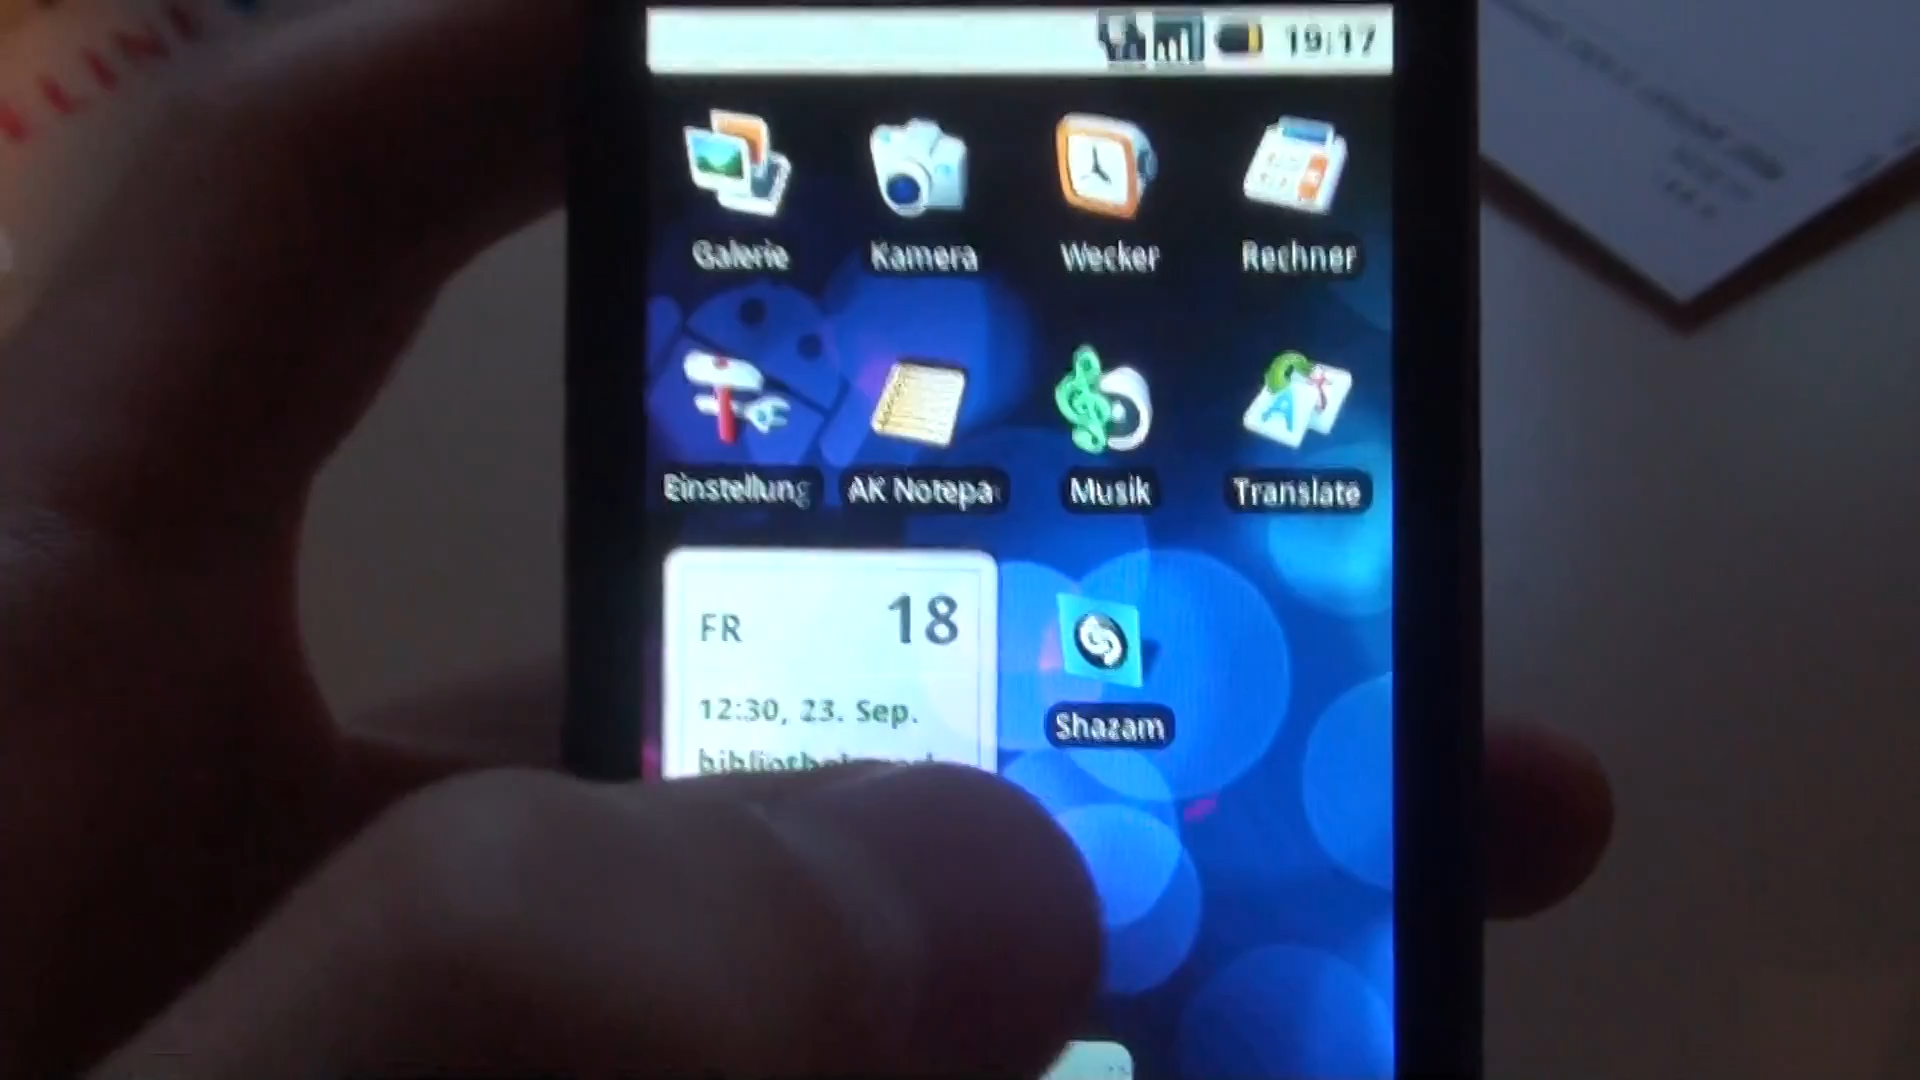 19:17
Galerie Kamera Wecker Rechner
Einstellung AK Notepa Musik Translate
FR 18
12:30, 23. Sep.
Shazam